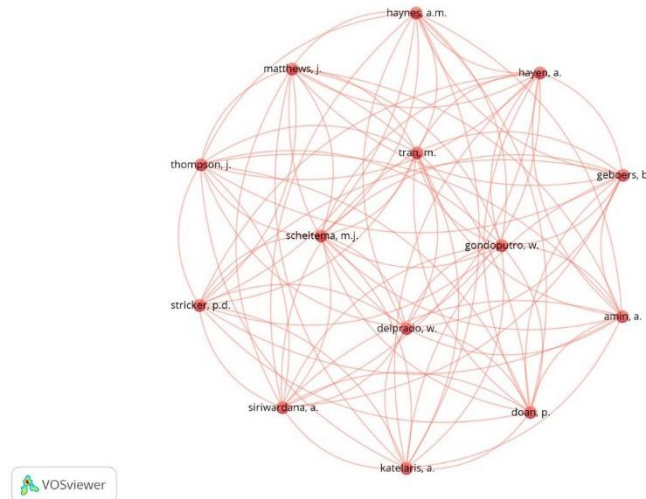 haynes, a.m.
matthews, j.
hayen, a.
tran, m.
thompson, j.
geboers, b
scheltema, m.j.
gondoputro, w.
stricker, p.d.
amin, a.
delprado, w.
siriwardana, a.
doan, p.
katelaris, a.
VOSviewer